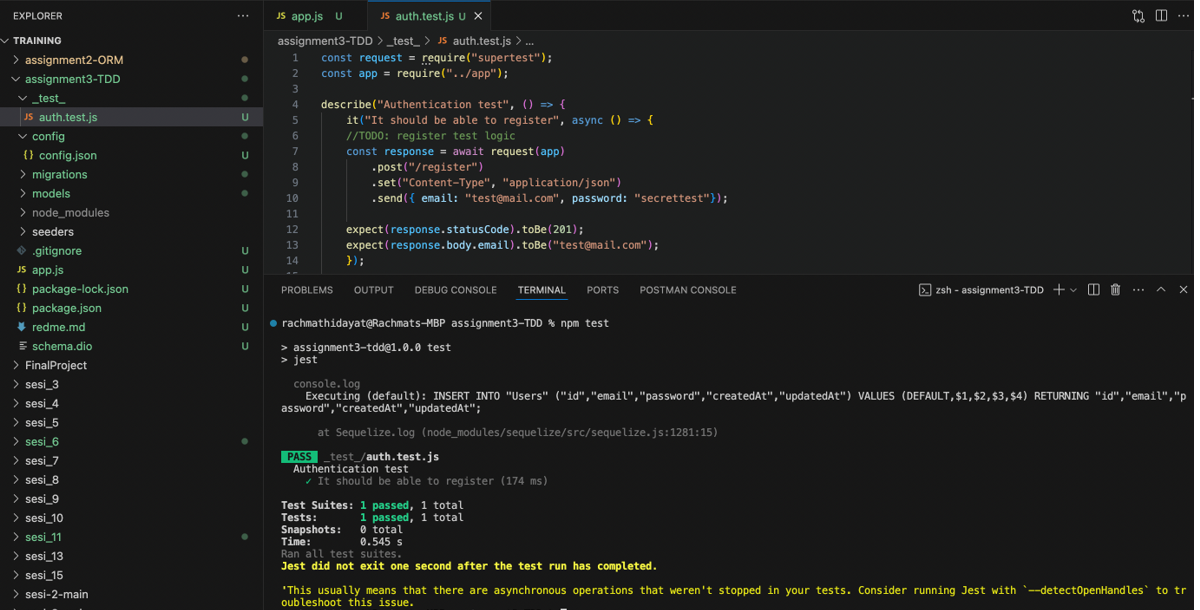 EXPLORER
TRAINING
assignment2-ORM
assignment3-TDD
_test_
JS auth.test.js U
config
{} config.json U
migrations
models
node_modules
seeders
.gitignore U
JS app.js U
{} package-lock.json U
{} package.json U
redme.md U
schema.dio U
FinalProject
sesi_3
sesi_4
sesi_5
sesi_6
sesi_7
sesi_8
sesi_9
sesi_10
sesi_11
sesi_13
sesi_15
sesi-2-main
JS app.js U
JS auth.test.js U
assignment3-TDD > _test_ > JS auth.test.js > ...
1 const request = require("supertest");
2 const app = require("../app");
3
4 describe("Authentication test", () => {
5 it("It should be able to register", async () => {
6 //TODO: register test logic
7 const response = await request(app)
8 .post("/register")
9 .set("Content-Type", "application/json")
10 .send({ email: "test@mail.com", password: "secrettest"});
11
12 expect(response.statusCode).toBe(201);
13 expect(response.body.email).toBe("test@mail.com");
14 });
PROBLEMS OUTPUT DEBUG CONSOLE TERMINAL PORTS POSTMAN CONSOLE
zsh - assignment3-TDD
rachmathidayat@Rachmats-MBP assignment3-TDD % npm test
> assignment3-tdd@1.0.0 test
> jest
console.log
Executing (default): INSERT INTO "Users" ("id","email","password","createdAt","updatedAt") VALUES (DEFAULT,$1,$2,$3,$4) RETURNING "id","email","p
assword","createdAt","updatedAt";
at Sequelize.log (node_modules/sequelize/src/sequelize.js:1281:15)
PASS _test_/auth.test.js
Authentication test
✓ It should be able to register (174 ms)
Test Suites: 1 passed, 1 total
Tests: 1 passed, 1 total
Snapshots: 0 total
Time: 0.545 s
Ran all test suites.
Jest did not exit one second after the test run has completed.
'This usually means that there are asynchronous operations that weren't stopped in your tests. Consider running Jest with `--detectOpenHandles` to tr
oubleshoot this issue.